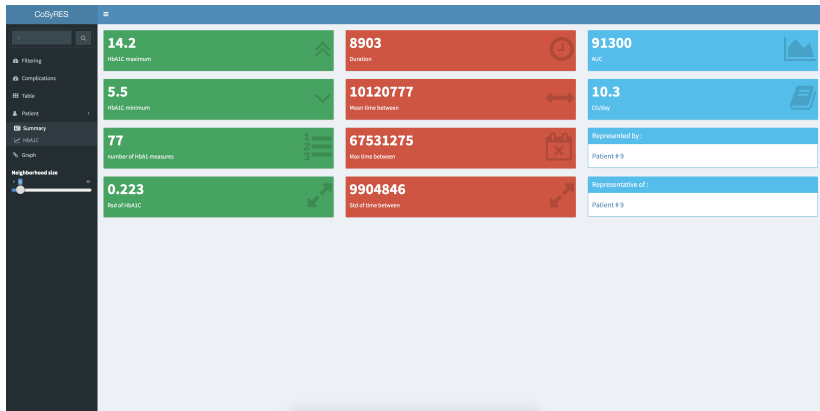 CoSyRES
Filtering
Complications
Table
Patient
Summary
HbA1C
Graph
Neighborhood size
14.2
HbA1C maximum
5.5
HbA1C minimum
77
number of HbA1 measures
1
2
3
0.223
Rsd of HbA1C
8903
Duration
10120777
Mean time between
67531275
Max time between
9904846
Std of time between
91300
AUC
10.3
CG/day
Represented by :
Patient # 9
Representative of :
Patient # 9